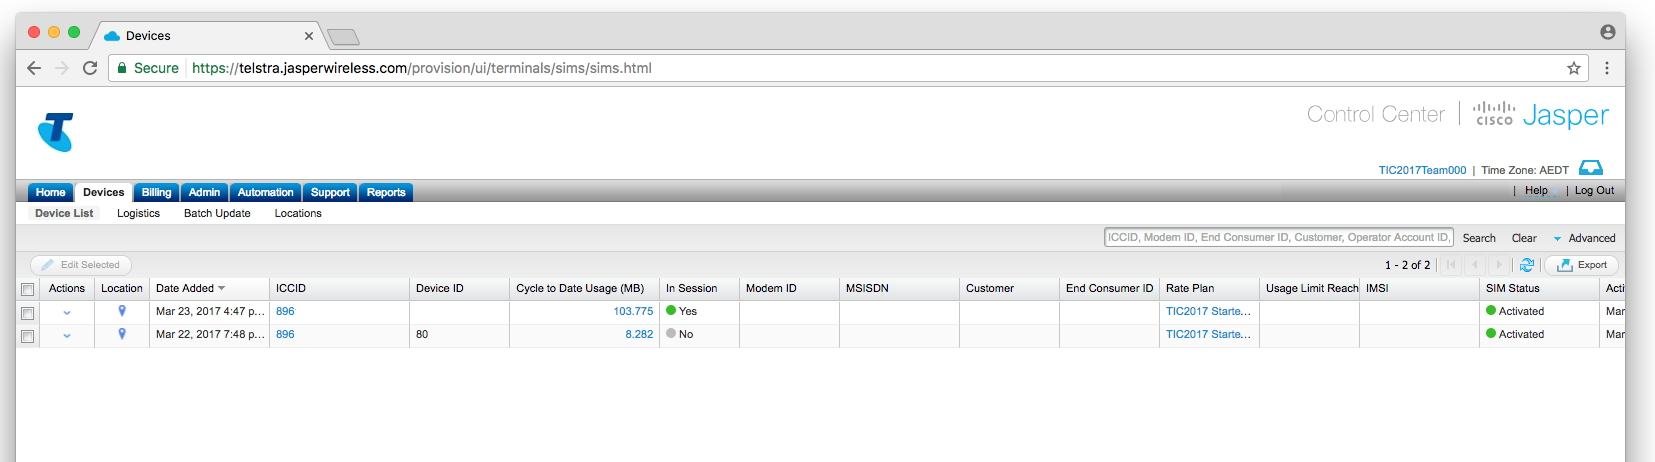 Devices
Secure https://telstra.jasperwireless.com/provision/ui/terminals/sims/sims.html
T
Control Center cisco Jasper
TIC2017Team000 | Time Zone: AEDT
Home Devices Billing Admin Automation Support Reports | Help | Log Out
Device List Logistics Batch Update Locations
ICCID, Modem ID, End Consumer ID, Customer, Operator Account ID, Search Clear Advanced
Edit Selected 1 - 2 of 2 Export
Actions Location Date Added ICCID Device ID Cycle to Date Usage (MB) In Session Modem ID MSISDN Customer End Consumer ID Rate Plan Usage Limit Reach IMSI SIM Status Acti
Mar 23, 2017 4:47 p... 896 103.775 Yes TIC2017 Starte... Activated Mar
Mar 22, 2017 7:48 p... 896 80 8.282 No TIC2017 Starte... Activated Mar